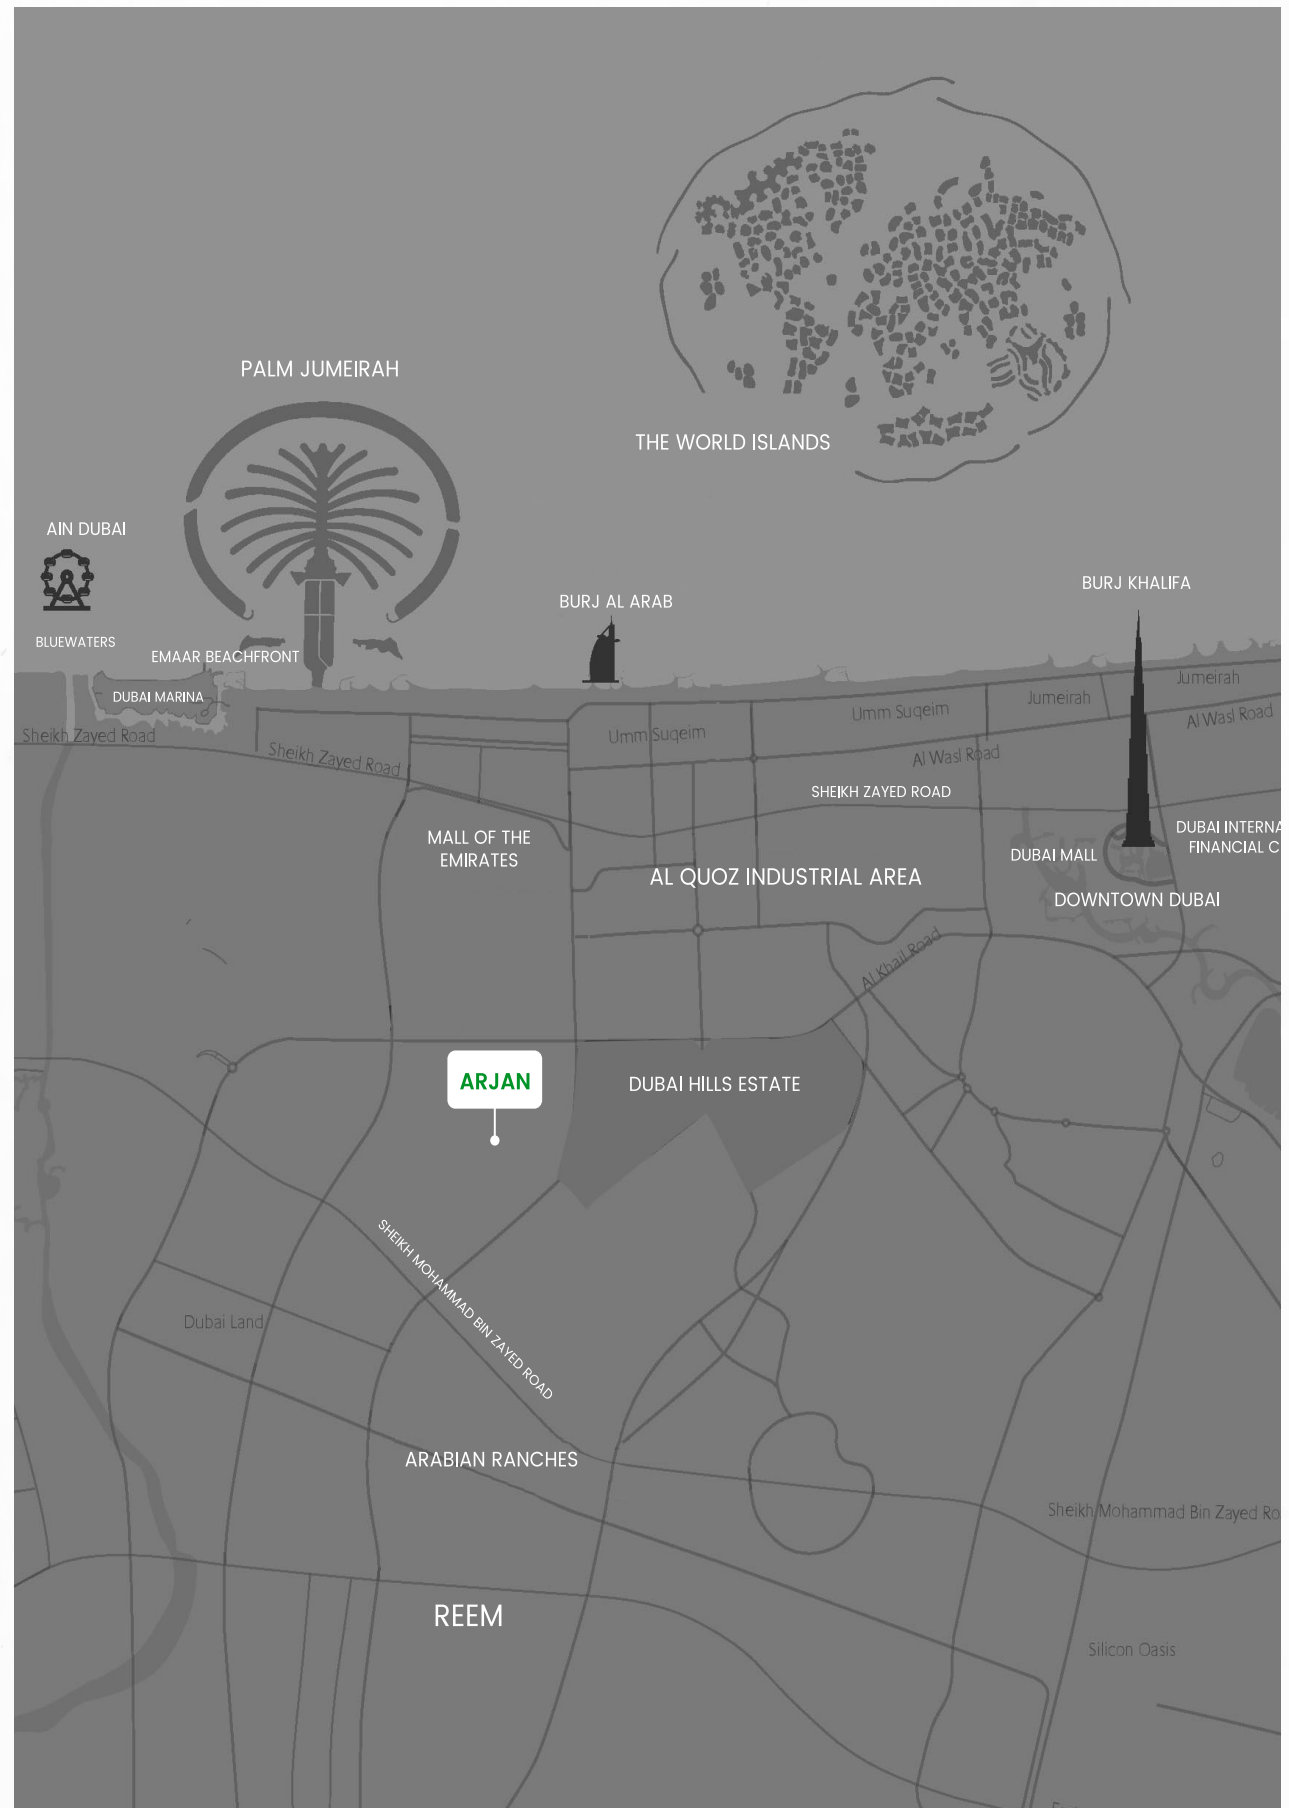 PALM JUMEIRAH
THE WORLD ISLANDS
AIN DUBAI
BURJ KHALIFA
BURJ AL ARAB
BLUEWATERS
EMAAR BEACHFRONT
DUBAI MARINA
Jumeirah
Jumeirah
Umm Suqeim
Al Wasl Road
Umm Suqeim
Sheikh Zayed Road
Sheikh Zayed Road
Al Wasl Road
SHEIKH ZAYED ROAD
MALL OF THE
EMIRATES
DUBAI INTERNA
FINANCIAL C
DUBAI MALL
AL QUOZ INDUSTRIAL AREA
DOWNTOWN DUBAI
Al Khail Road
ARJAN
DUBAI HILLS ESTATE
SHEIKH MOHAMMAD BIN ZAYED ROAD
Dubai Land
ARABIAN RANCHES
Sheikh Mohammad Bin Zayed Ro
REEM
Silicon Oasis